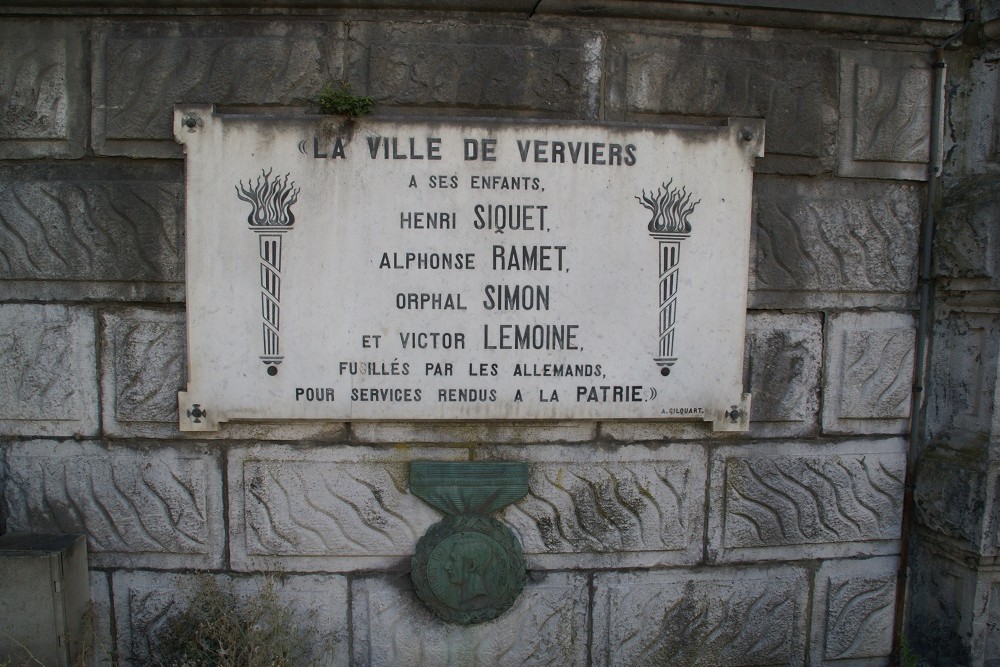 «LA VILLE DE VERVIERS
A SES ENFANTS,
HENRI SIQUET,
ALPHONSE RAMET,
ORPHAL SIMON
ET VICTOR LEMOINE,
FUSILLÉS PAR LES ALLEMANDS,
POUR SERVICES RENDUS A LA PATRIE.»
A. GILQUART.